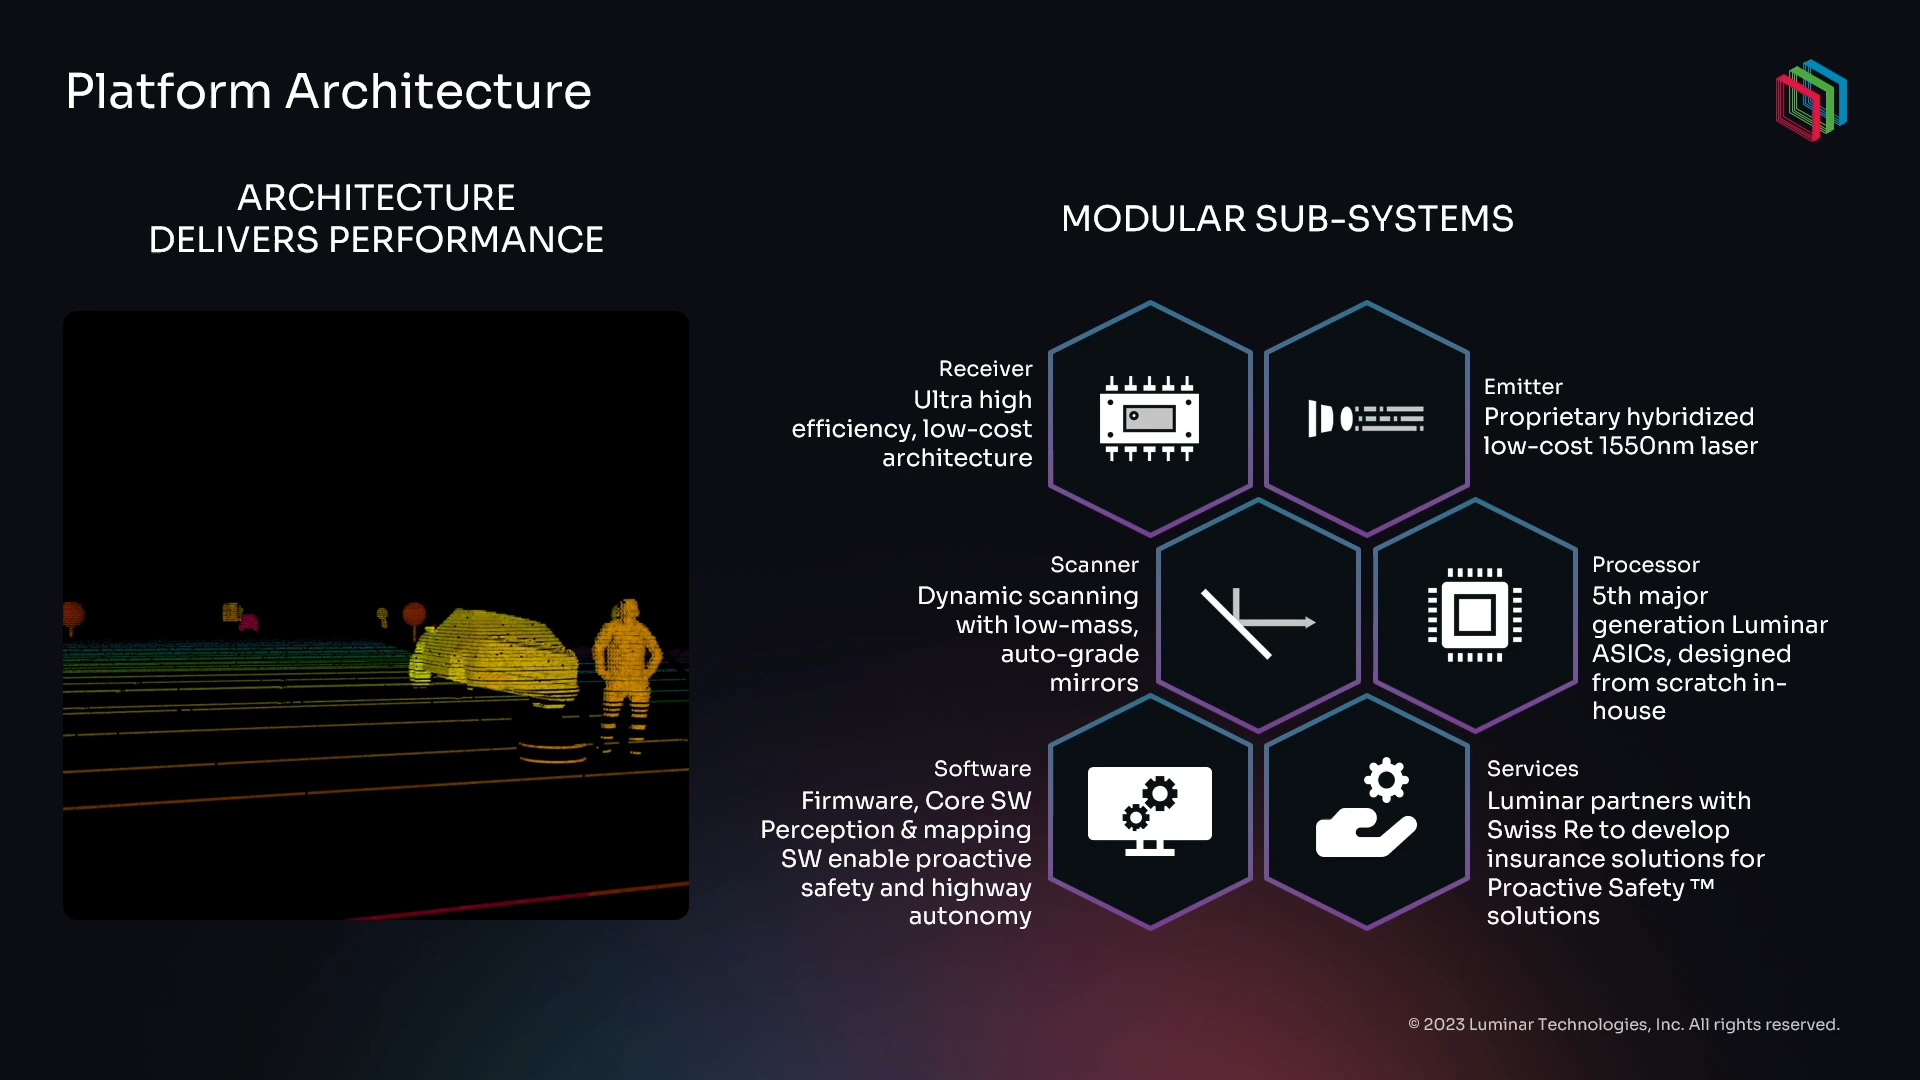 Platform Architecture
ARCHITECTURE
DELIVERS PERFORMANCE
MODULAR SUB-SYSTEMS
Receiver
Ultra high
efficiency, low-cost
architecture
Emitter
Proprietary hybridized
low-cost 1550nm laser
Scanner
Dynamic scanning
with low-mass,
auto-grade
mirrors
Processor
5th major
generation Luminar
ASICs, designed
from scratch in-
house
Software
Firmware, Core SW
Perception & mapping
SW enable proactive
safety and highway
autonomy
Services
Luminar partners with
Swiss Re to develop
insurance solutions for
Proactive Safety ™
solutions
© 2023 Luminar Technologies, Inc. All rights reserved.